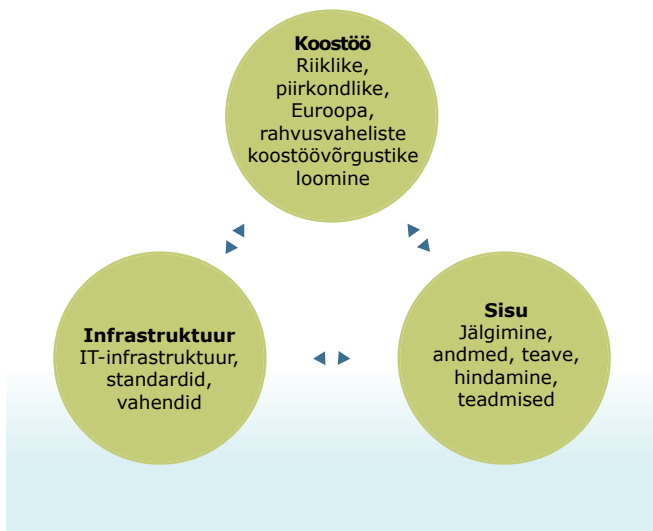 Koostöö
Riiklike,
piirkondlike,
Euroopa,
rahvusvaheliste
koostöövõrgustike
loomine
Infrastruktuur
IT-infrastruktuur,
standardid,
vahendid
Sisu
Jälgimine,
andmed, teave,
hindamine,
teadmised